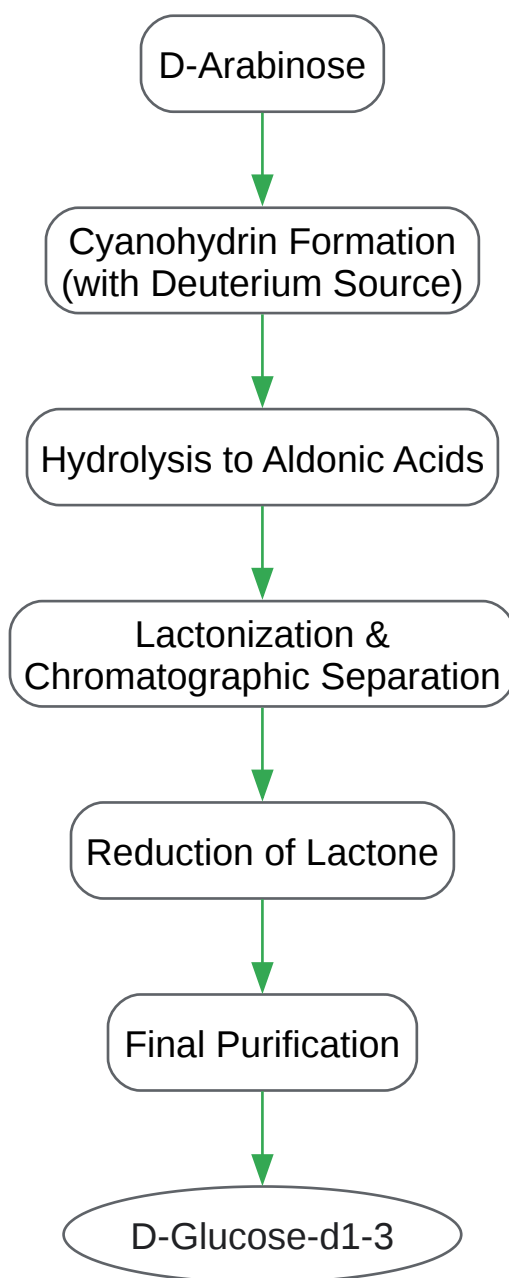 D-Arabinose
Cyanohydrin Formation
(with Deuterium Source)
Hydrolysis to Aldonic Acids
Lactonization &
Chromatographic Separation
Reduction of Lactone
Final Purification
D-Glucose-d1-3